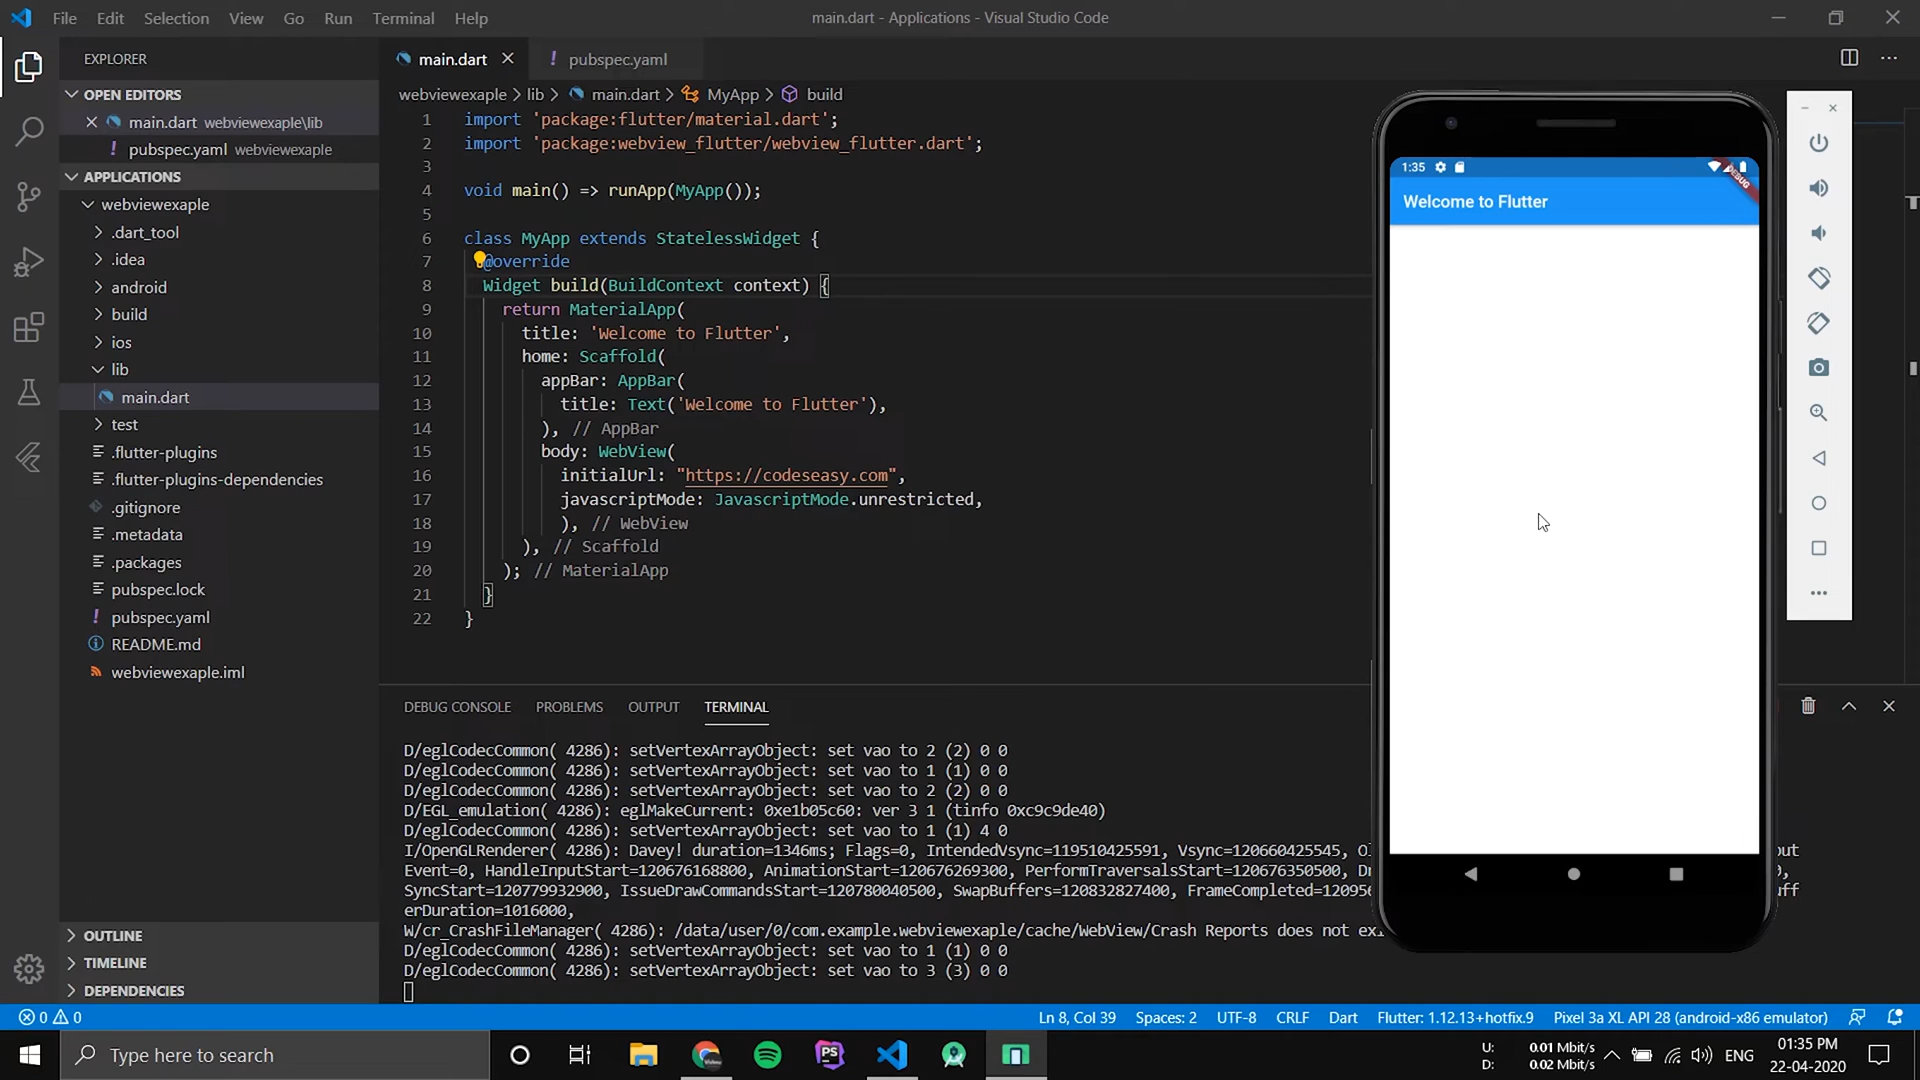 File Edit Selection View Go Run Terminal Help
main.dart - Applications - Visual Studio Code
EXPLORER
OPEN EDITORS
main.dart webviewexaple\lib
pubspec.yaml webviewexaple
APPLICATIONS
webviewexaple
.dart_tool
.idea
android
build
ios
lib
main.dart
test
.flutter-plugins
.flutter-plugins-dependencies
.gitignore
.metadata
.packages
pubspec.lock
pubspec.yaml
README.md
webviewexaple.iml
OUTLINE
TIMELINE
DEPENDENCIES
main.dart
pubspec.yaml
webviewexaple > lib > main.dart > MyApp > build
1 import 'package:flutter/material.dart';
2 import 'package:webview_flutter/webview_flutter.dart';
3
4 void main() => runApp(MyApp());
5
6 class MyApp extends StatelessWidget {
7 @override
8 Widget build(BuildContext context) {
9 return MaterialApp(
10 title: 'Welcome to Flutter',
11 home: Scaffold(
12 appBar: AppBar(
13 title: Text('Welcome to Flutter'),
14 ), // AppBar
15 body: WebView(
16 initialUrl: "https://codeseasy.com",
17 javascriptMode: JavascriptMode.unrestricted,
18 ), // WebView
19 ), // Scaffold
20 ); // MaterialApp
21 }
22 }
1:35
DEBUG
Welcome to Flutter
DEBUG CONSOLE PROBLEMS OUTPUT TERMINAL
D/eglCodecCommon( 4286): setVertexArrayObject: set vao to 2 (2) 0 0
D/eglCodecCommon( 4286): setVertexArrayObject: set vao to 1 (1) 0 0
D/eglCodecCommon( 4286): setVertexArrayObject: set vao to 2 (2) 0 0
D/EGL_emulation( 4286): eglMakeCurrent: 0xe1b05c60: ver 3 1 (tinfo 0xc9c9de40)
D/eglCodecCommon( 4286): setVertexArrayObject: set vao to 1 (1) 4 0
I/OpenGLRenderer( 4286): Davey! duration=1346ms; Flags=0, IntendedVsync=119510425591, Vsync=120660425545, Ol put
Event=0, HandleInputStart=120676168800, AnimationStart=120676269300, PerformTraversalsStart=120676350500, D
SyncStart=120779932900, IssueDrawCommandsStart=120780040500, SwapBuffers=120832827400, FrameCompleted=12095 uff
erDuration=1016000,
W/cr_CrashFileManager( 4286): /data/user/0/com.example.webviewexaple/cache/WebView/Crash Reports does not exi
D/eglCodecCommon( 4286): setVertexArrayObject: set vao to 1 (1) 0 0
D/eglCodecCommon( 4286): setVertexArrayObject: set vao to 3 (3) 0 0
0 0
Ln 8, Col 39 Spaces: 2 UTF-8 CRLF Dart Flutter: 1.12.13+hotfix.9 Pixel 3a XL API 28 (android-x86 emulator)
Type here to search
PS
U: 0.01 Mbit/s
D: 0.02 Mbit/s
ENG
01:35 PM
22-04-2020